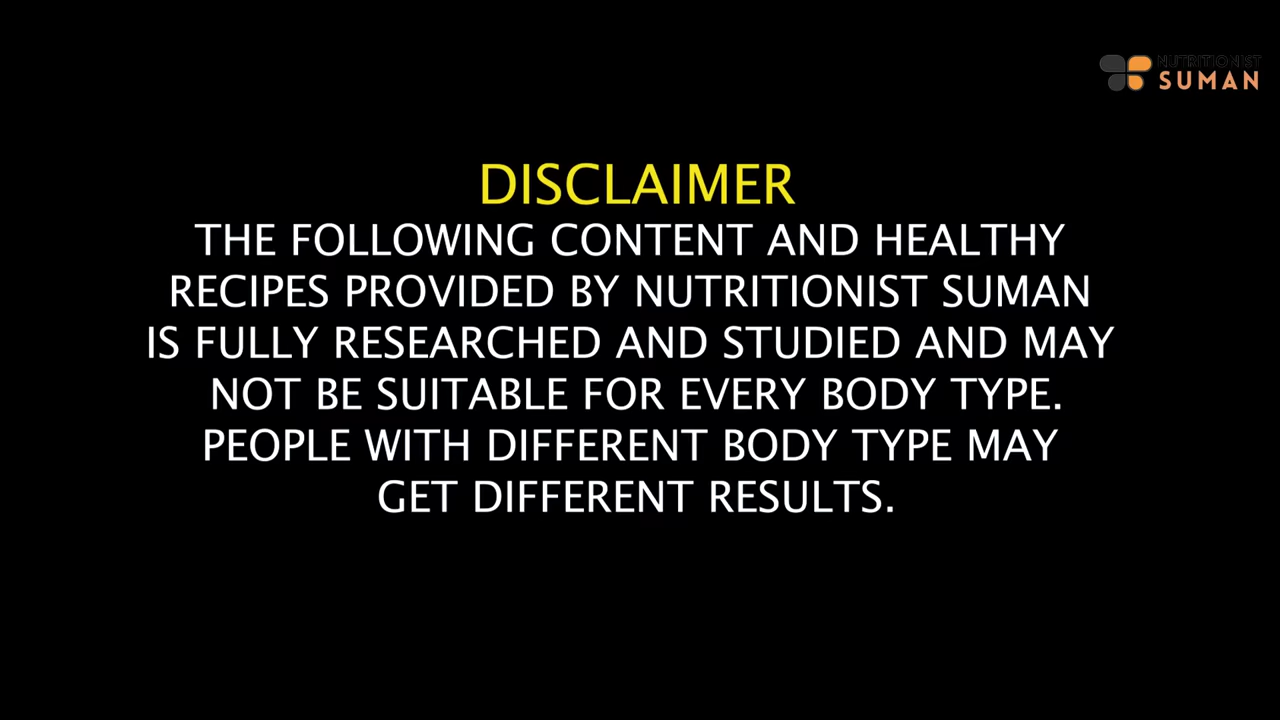 NUTRITIONIST
SUMAN
DISCLAIMER
THE FOLLOWING CONTENT AND HEALTHY
RECIPES PROVIDED BY NUTRITIONIST SUMAN
IS FULLY RESEARCHED AND STUDIED AND MAY
NOT BE SUITABLE FOR EVERY BODY TYPE.
PEOPLE WITH DIFFERENT BODY TYPE MAY
GET DIFFERENT RESULTS.